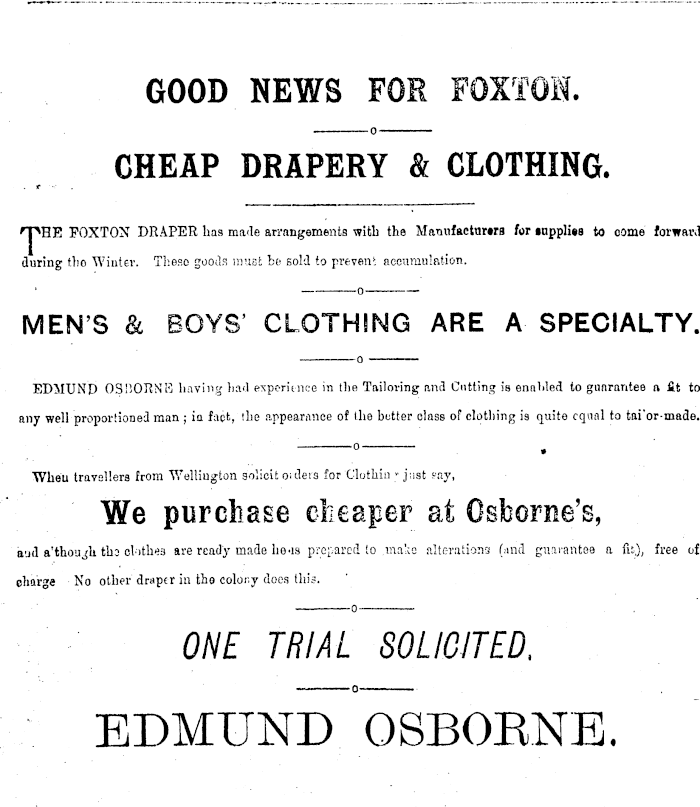 GOOD NEWS FOR FOXTON.
CHEAP DRAPERY & CLOTHING.
THE FOXTON DRAPER has made arrangements with the Manufacturers for supplies to come forward
during the Winter. These goods must be sold to prevent accumulation.
MEN'S & BOYS' CLOTHING ARE A SPECIALTY.
EDMUND OSBORNE having had experience in the Tailoring and Cutting is enabled to guarantee a fit to
any well proportioned man; in fact, the appearance of the better class of clothing is quite equal to tailor-made.
When travellers from Wellington solicit orders for Clothing just say,
We purchase cheaper at Osborne's,
and although the clothes are ready made he is prepared to make alterations (and guarantee a fit), free of
charge No other draper in the colony does this.
ONE TRIAL SOLICITED.
EDMUND OSBORNE.